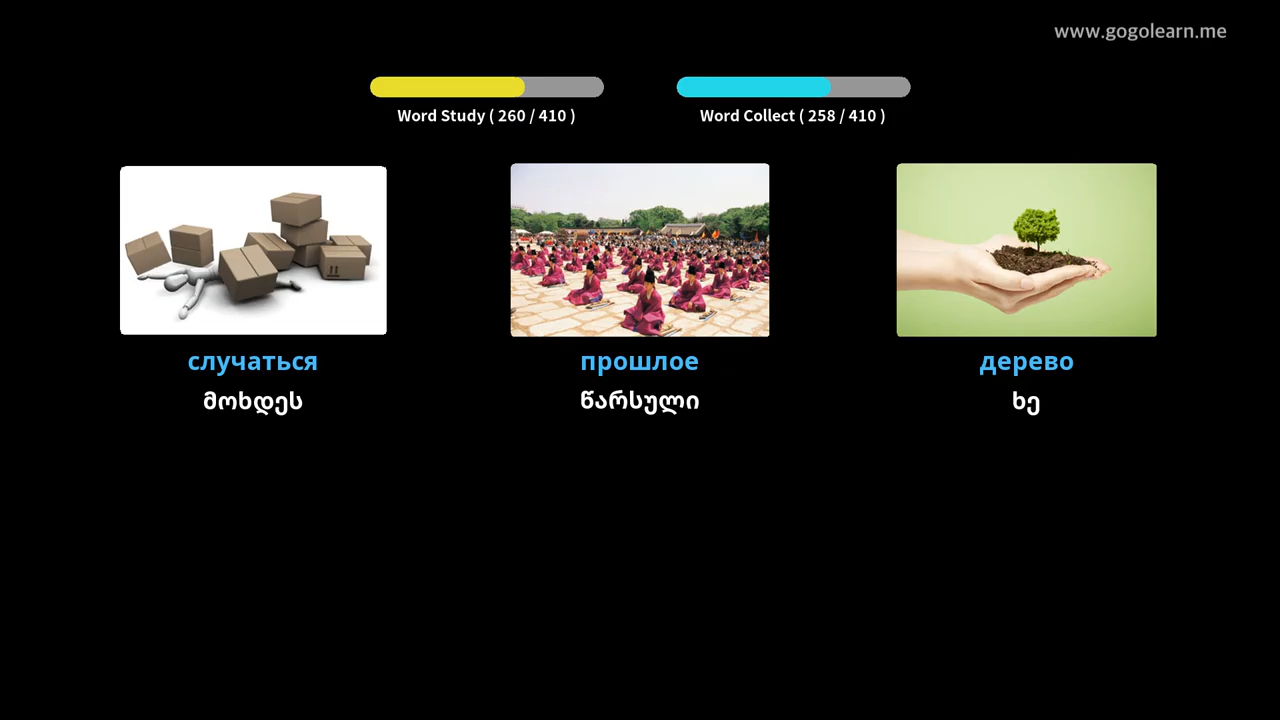 www.gogolearn.me
Word Study ( 260 / 410 )
Word Collect ( 258 / 410 )
случаться
მოხდეს
прошлое
წარსული
дерево
ხე